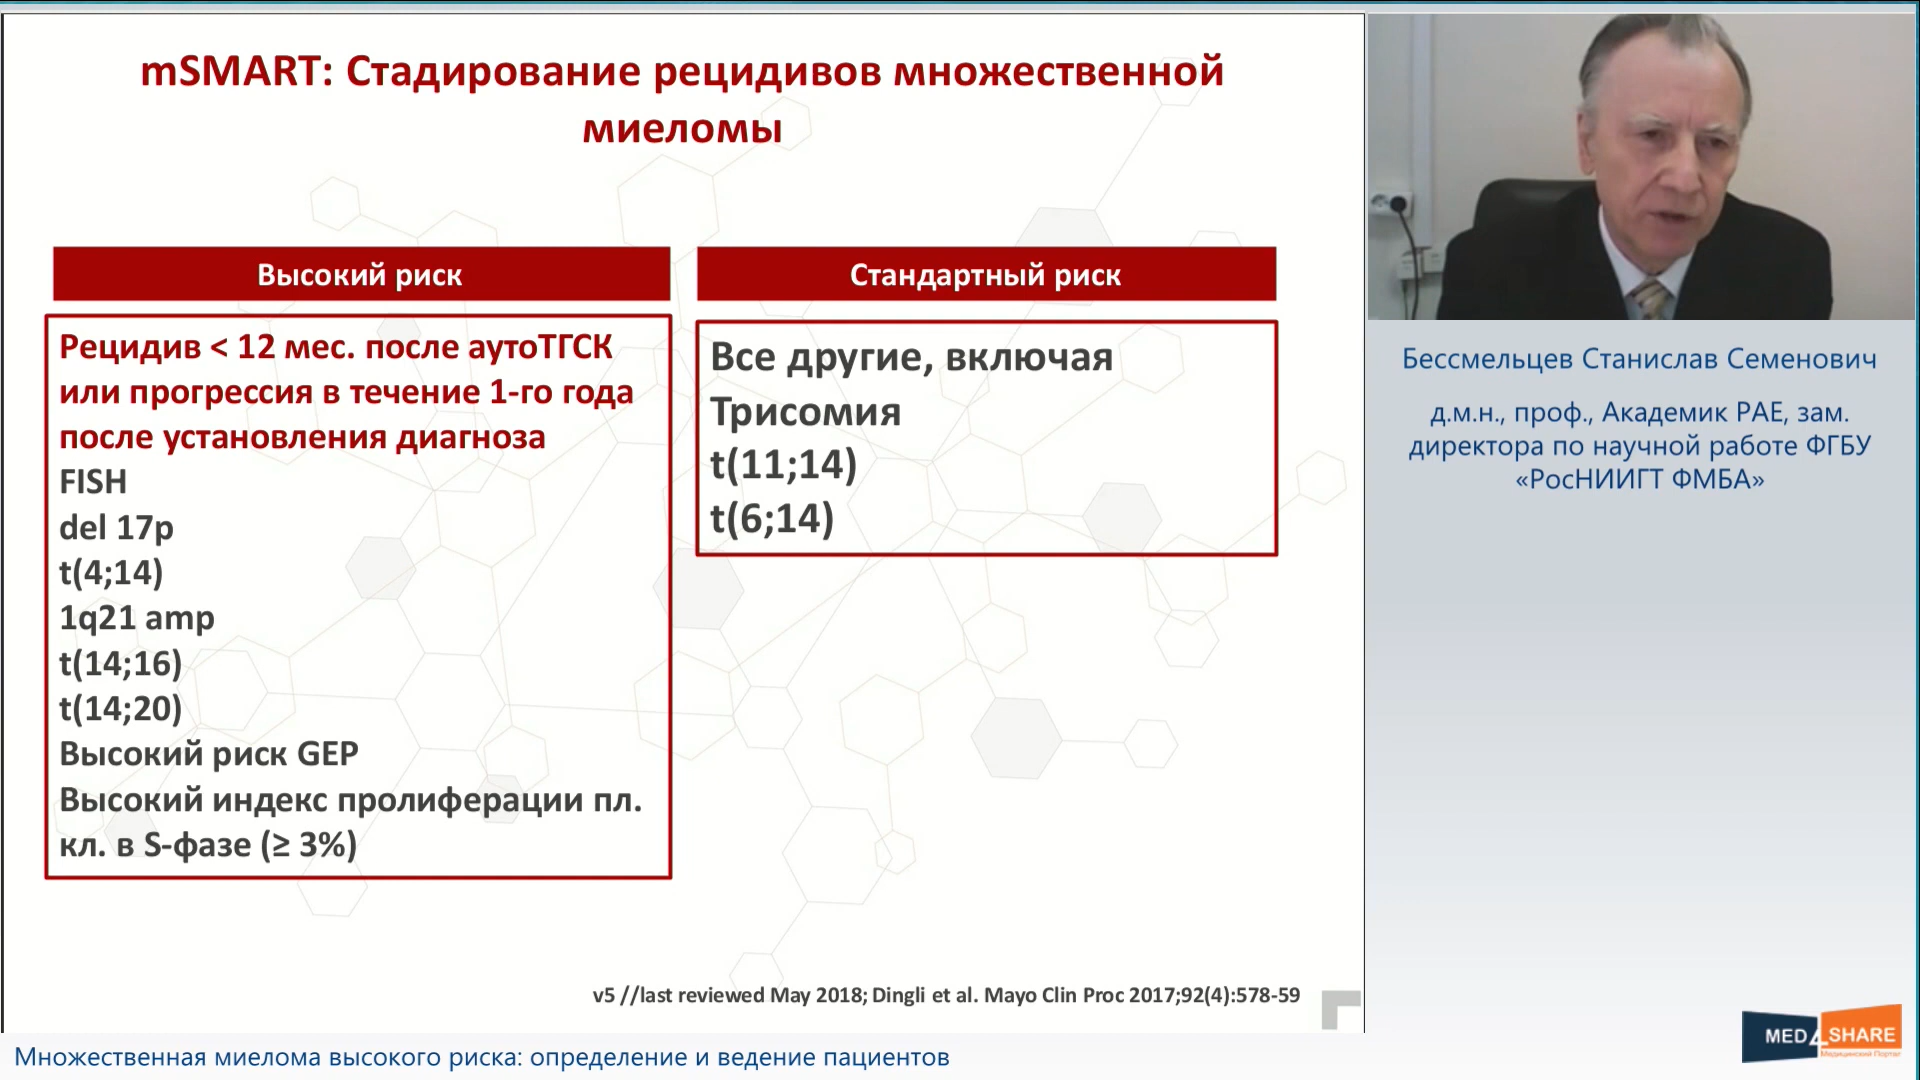 mSMART: Стадирование рецидивов множественной
миеломы
Высокий риск
Рецидив < 12 мес. после аутоТГСК
или прогрессия в течение 1-го года
после установления диагноза
FISH
del 17p
t(4;14)
1q21 amp
t(14;16)
t(14;20)
Высокий риск GEP
Высокий индекс пролиферации пл.
кл. в S-фазе (≥ 3%)
Стандартный риск
Все другие, включая
Трисомия
t(11;14)
t(6;14)
v5 //last reviewed May 2018; Dingli et al. Mayo Clin Proc 2017;92(4):578-59
Бессмельцев Станислав Семенович
д.м.н., проф., Академик РАЕ, зам.
директора по научной работе ФГБУ
«РосНИИГТ ФМБА»
MED4SHARE
Медицинский Портал
Множественная миелома высокого риска: определение и ведение пациентов